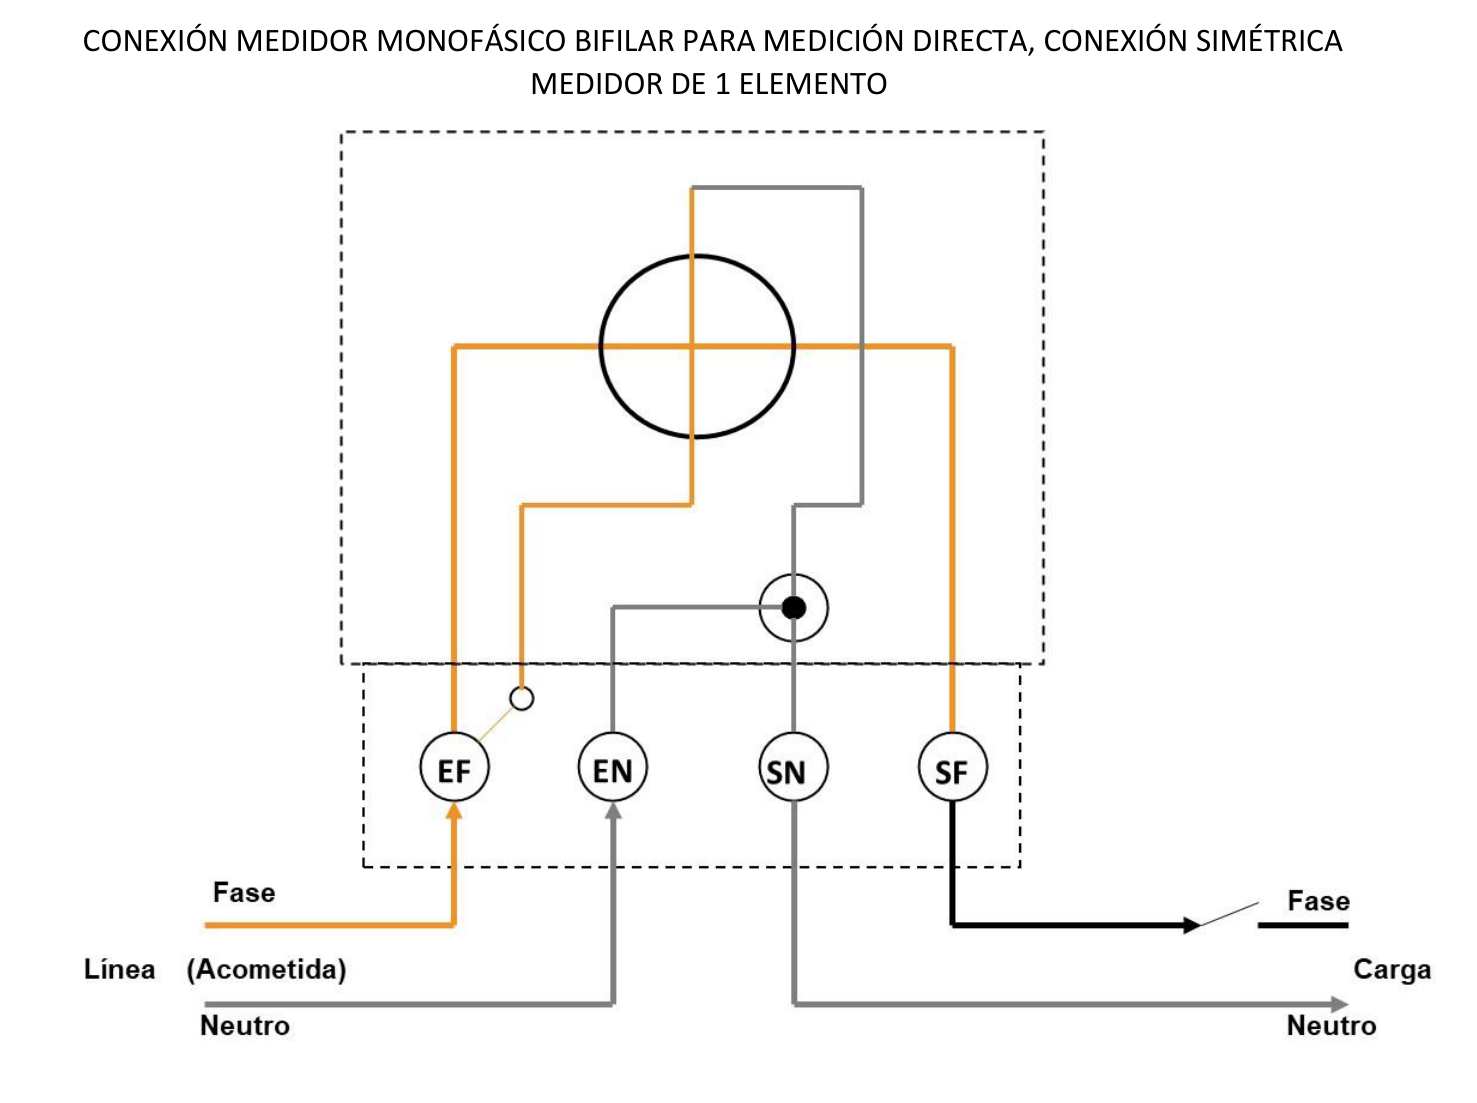 CONEXIÓN MEDIDOR MONOFÁSICO BIFILAR PARA MEDICIÓN DIRECTA, CONEXIÓN SIMÉTRICA
MEDIDOR DE 1 ELEMENTO
EF
EN
SN
SF
Fase
Fase
Línea (Acometida)
Carga
Neutro
Neutro